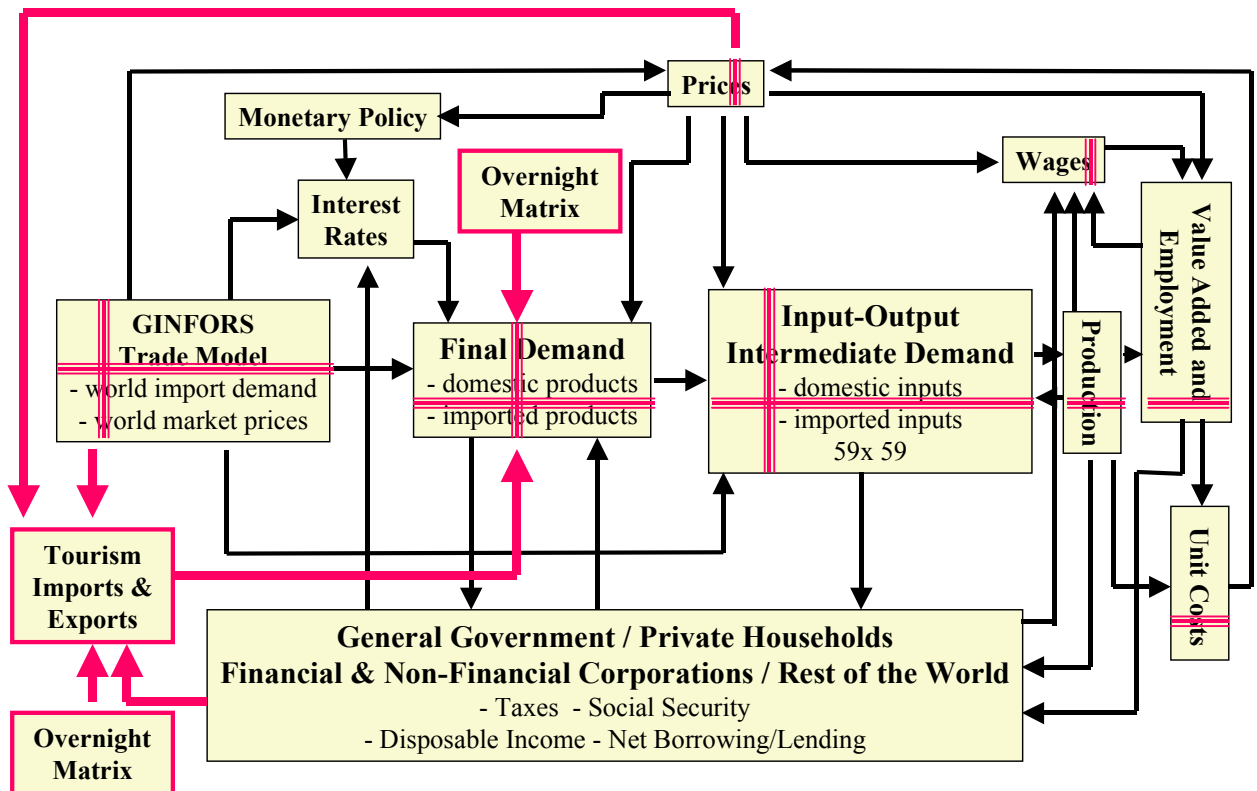 Prices
Monetary Policy
Overnight
Matrix
Wages
Interest
Rates
Value Added and
Employment
GINFORS
Trade Model
- world import demand
- world market prices
Final Demand
- domestic products
- imported products
Input-Output
Intermediate Demand
- domestic inputs
- imported inputs
59x 59
Production
Unit Costs
Tourism
Imports &
Exports
General Government / Private Households
Financial & Non-Financial Corporations / Rest of the World
- Taxes - Social Security
- Disposable Income - Net Borrowing/Lending
Overnight
Matrix